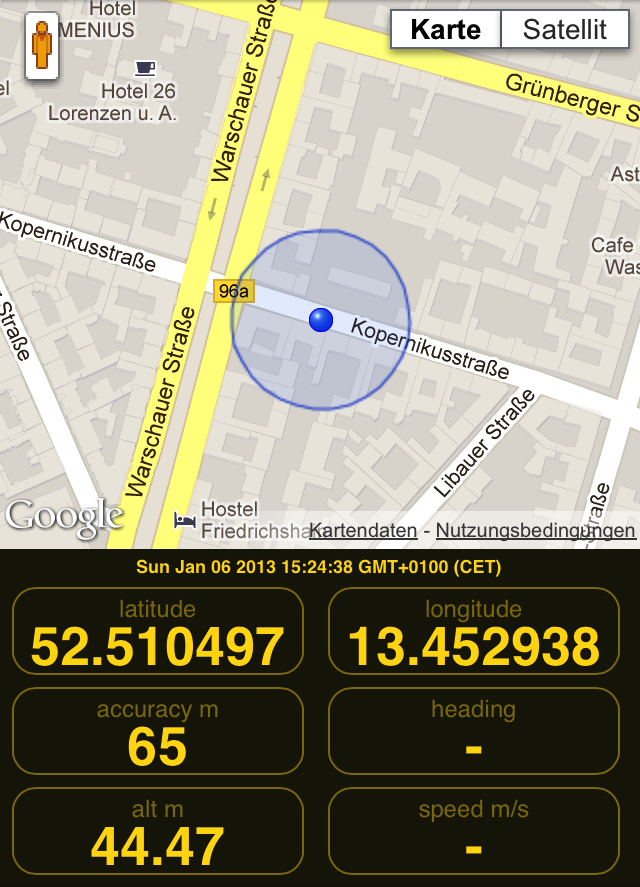 Hotel
MENIUS
Karte
Satellit
Hotel 26
Lorenzen u. A.
Warschauer Straße
Grünberger S
el
Ast
Kopernikusstraße
Cafe
Was
96a
r Straße
Kopernikusstraße
Warschauer Straße
Libauer Straße
Google
Hostel
Friedrichsha
Kartendaten - Nutzungsbedingungen
straße
Sun Jan 06 2013 15:24:38 GMT+0100 (CET)
latitude
52.510497
longitude
13.452938
accuracy m
65
heading
-
alt m
44.47
speed m/s
-